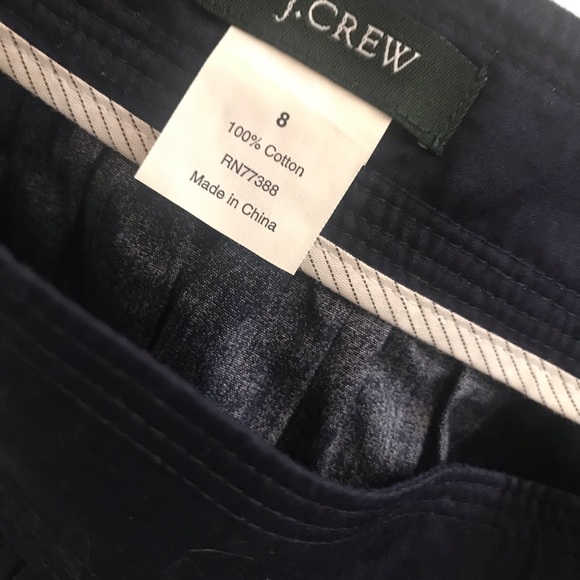 J.CREW
8
100% Cotton
RN77388
Made in China